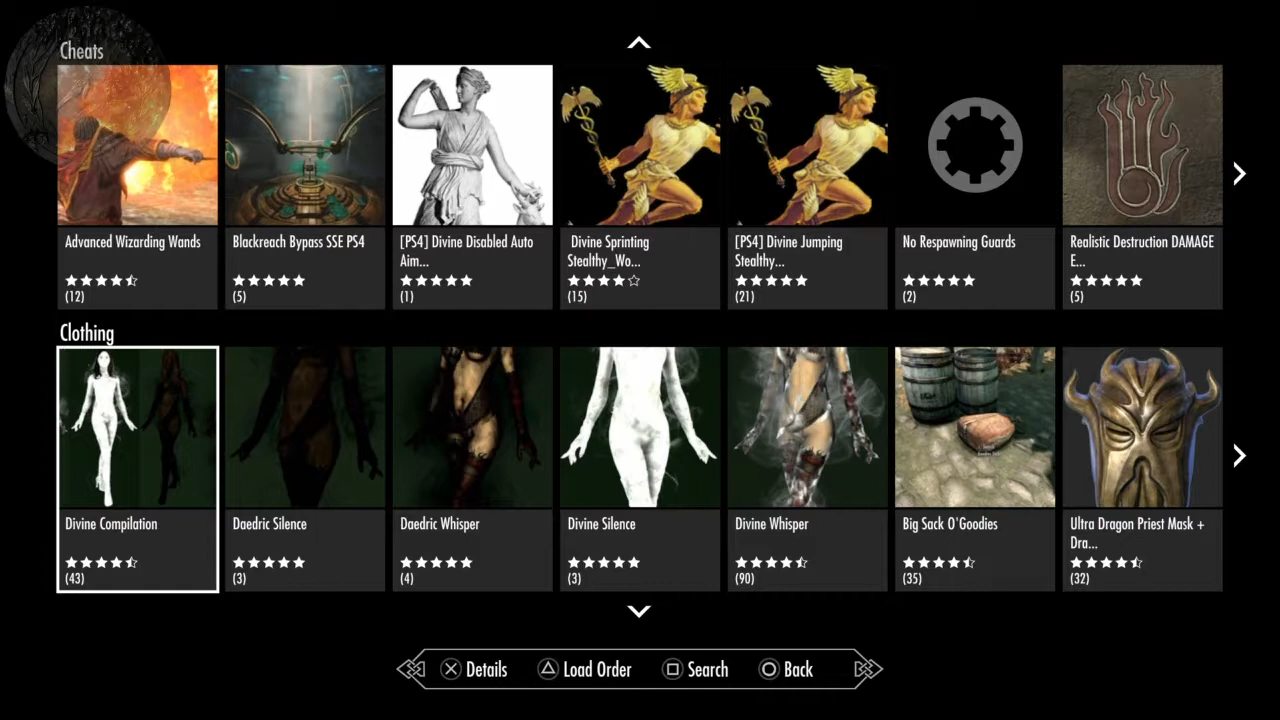 Cheats
Advanced Wizarding Wands
(12)
Blackreach Bypass SSE PS4
(5)
[PS4] Divine Disabled Auto
Aim...
(1)
Divine Sprinting
Stealthy_Wo...
(15)
[PS4] Divine Jumping
Stealthy...
(21)
No Respawning Guards
(2)
Realistic Destruction DAMAGE
E...
(5)
Clothing
Divine Compilation
(43)
Daedric Silence
(3)
Daedric Whisper
(4)
Divine Silence
(3)
Divine Whisper
(90)
Big Sack O'Goodies
(35)
Ultra Dragon Priest Mask +
Dra...
(32)
Details
Load Order
Search
Back